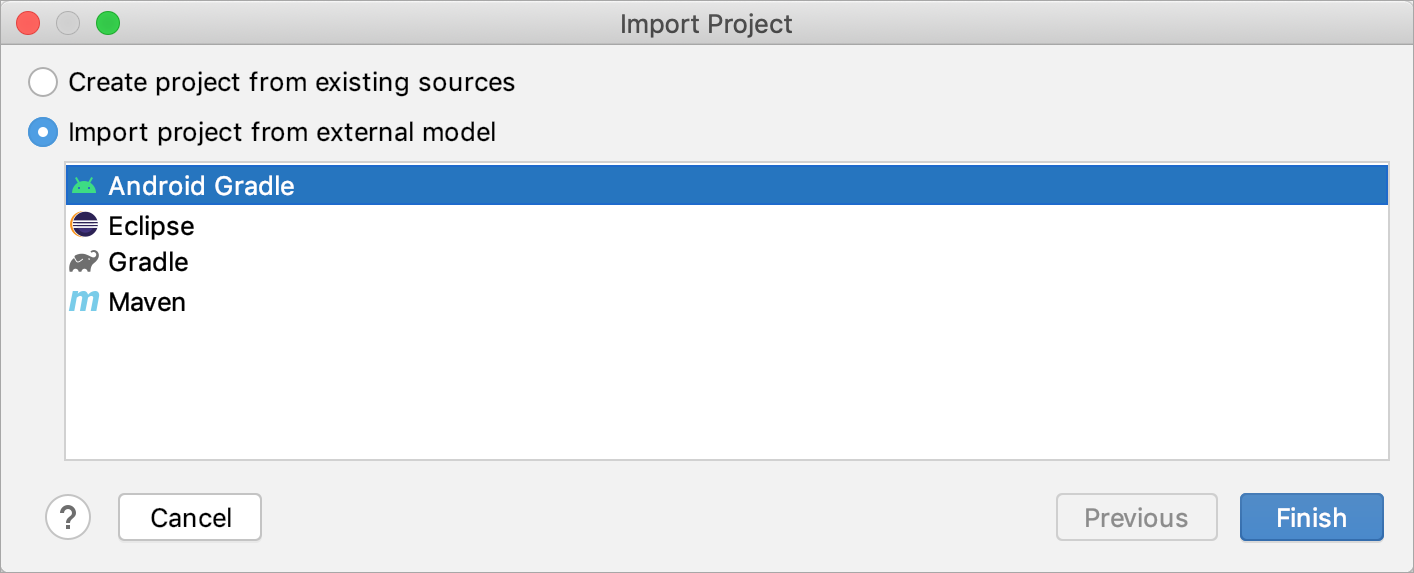 Import Project
Create project from existing sources
Import project from external model
Android Gradle
Eclipse
Gradle
m Maven
? Cancel Previous Finish